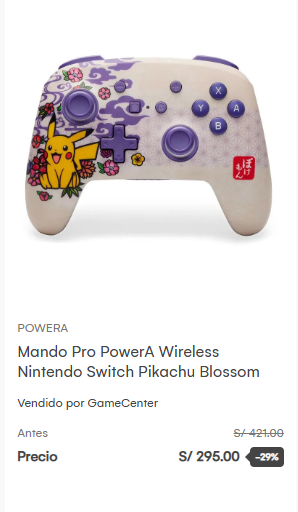 X
Y
A
B
ぽけ
もん
POWERA
Mando Pro PowerA Wireless
Nintendo Switch Pikachu Blossom
Vendido por GameCenter
Antes S/ 421.00
Precio S/ 295.00 -29%